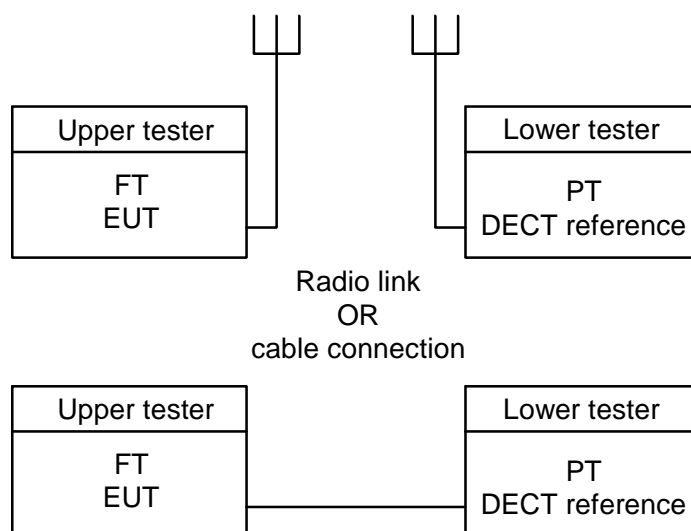 Upper tester
FT
EUT
Lower tester
PT
DECT reference
Radio link
OR
cable connection
Upper tester
FT
EUT
Lower tester
PT
DECT reference